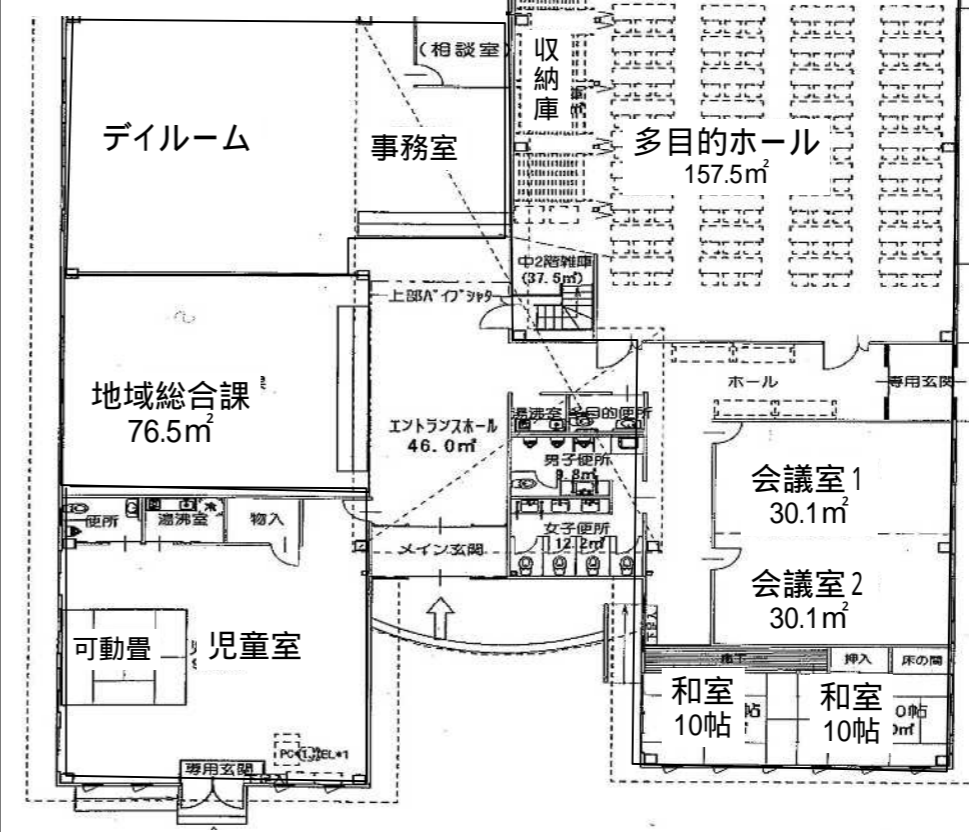 (相談室)
収納庫
デイルーム
事務室
多目的ホール
157.5㎡
中2階雑庫
(37.5㎡)
上部パイプシャッタ
ホール
専用玄関
地域総合課
76.5㎡
エントランスホール
46.0㎡
湯沸室
多目的便所
男子便所
9.8㎡
会議室1
30.1㎡
便所
湯沸室
冷
物入
女子便所
12.2㎡
メイン玄関
会議室2
30.1㎡
可動畳
児童室
押入
床の間
和室
10帖
和室
10帖
専用玄関